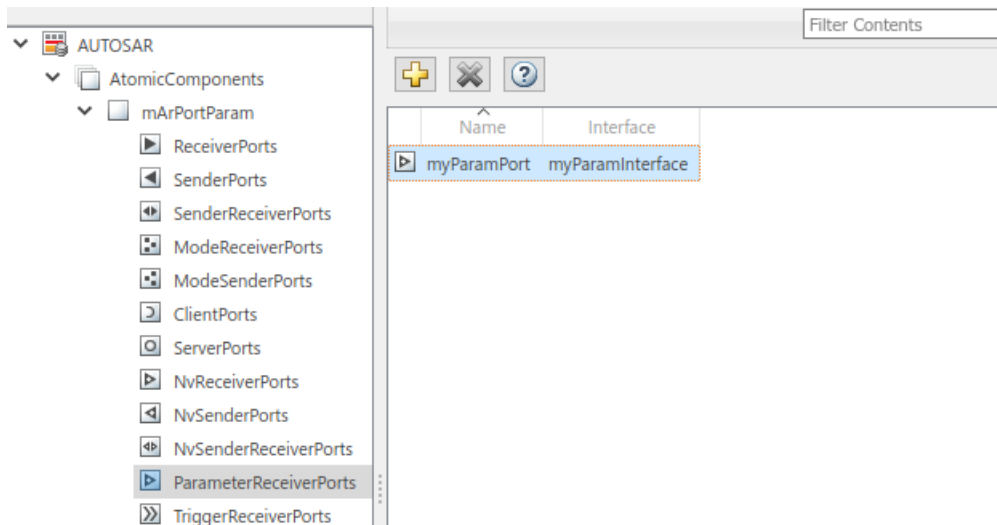 Filter Contents
AUTOSAR
AtomicComponents
mArPortParam
ReceiverPorts
SenderPorts
SenderReceiverPorts
ModeReceiverPorts
ModeSenderPorts
ClientPorts
ServerPorts
NvReceiverPorts
NvSenderPorts
NvSenderReceiverPorts
ParameterReceiverPorts
TriggerReceiverPorts
Name Interface
myParamPort myParamInterface